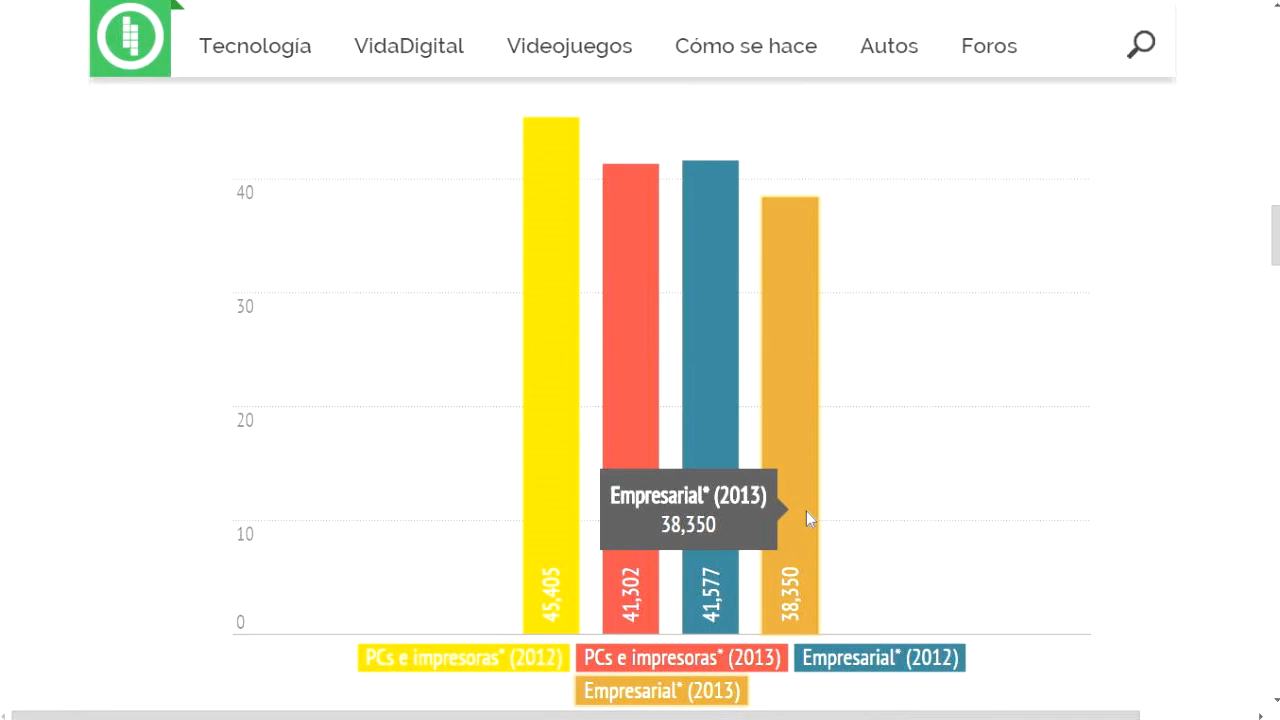 Tecnología VidaDigital Videojuegos Cómo se hace Autos Foros
40
30
20
10
0
Empresarial* (2013)
38,350
45,405 41,302 41,577 38,350
PCs e impresoras* (2012) PCs e impresoras* (2013) Empresarial* (2012)
Empresarial* (2013)